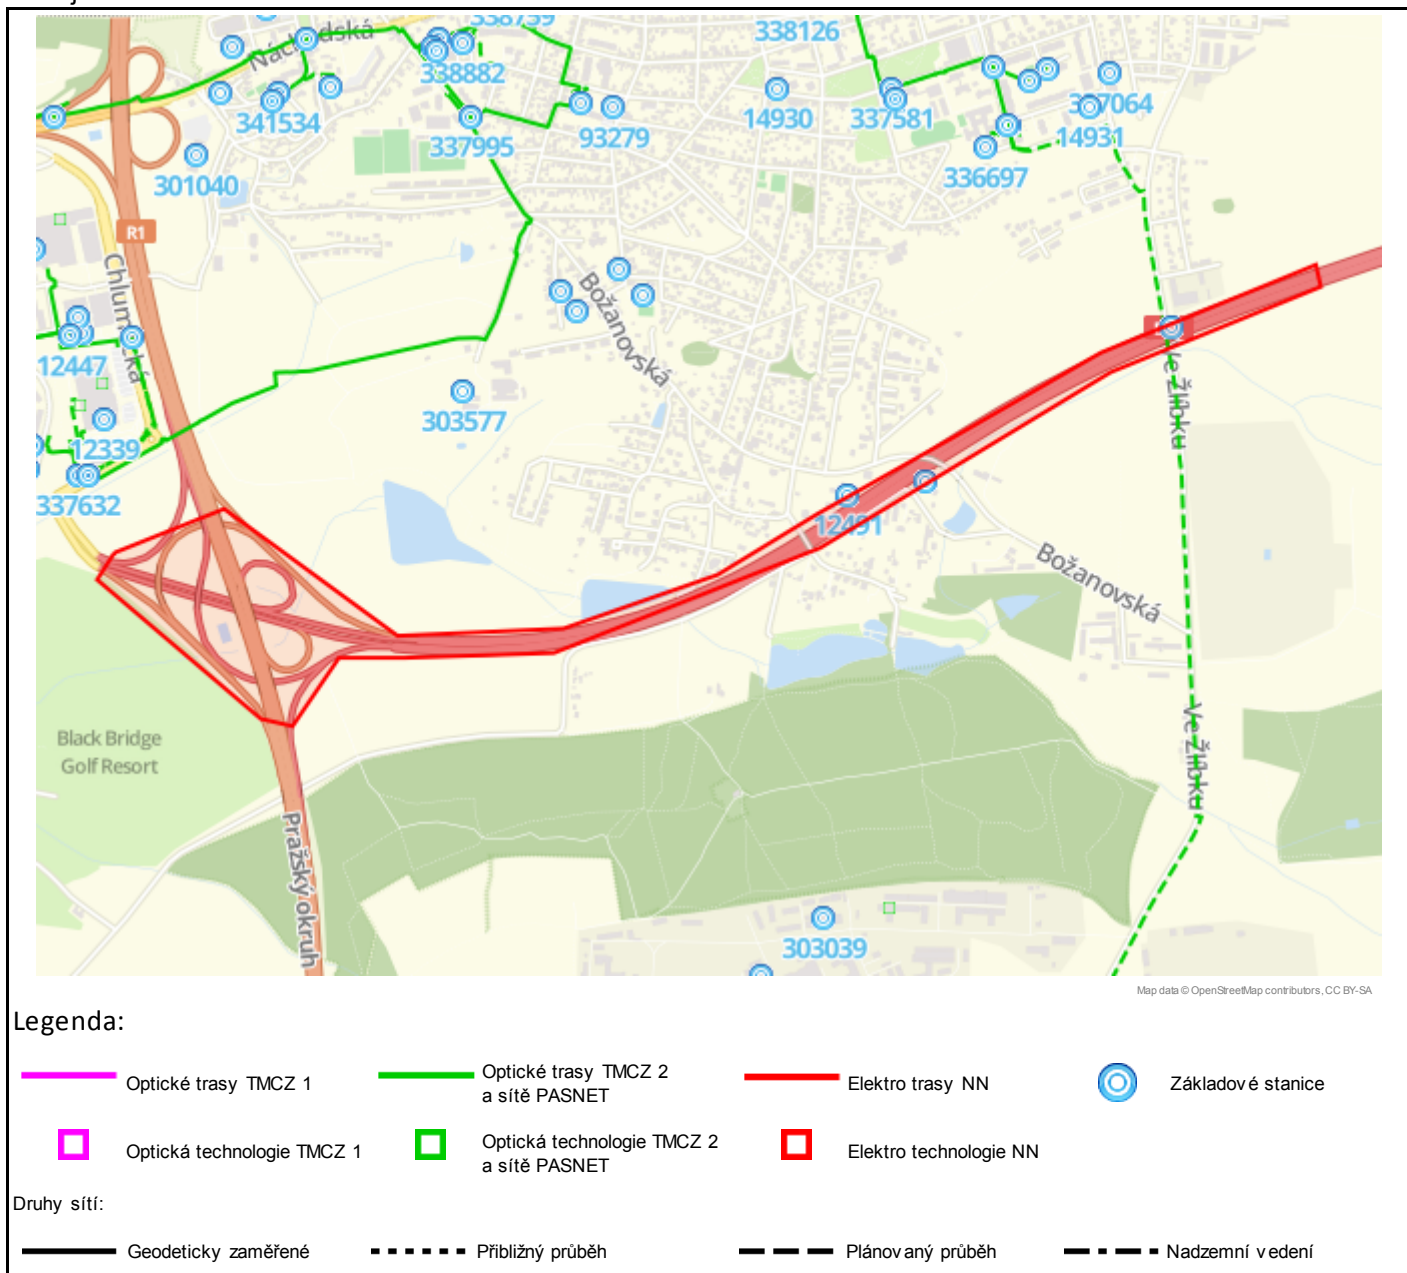 338739
338126
Náchodská
338882
341534
337995
93279
14930
337581
337064
14931
301040
336697
R1
Chlumecká
Božanovská
12447
303577
Ve Žlíbku
12339
337632
12491
Božanovská
Black Bridge
Golf Resort
Ve Žlíbku
Pražský okruh
303039
Map data © OpenStreetMap contributors, CC BY-SA
Legenda:
Optické trasy TMCZ 1
Optické trasy TMCZ 2
a sítě PASNET
Elektro trasy NN
Základové stanice
Optická technologie TMCZ 1
Optická technologie TMCZ 2
a sítě PASNET
Elektro technologie NN
Druhy sítí:
Geodeticky zaměřené
Přibližný průběh
Plánovaný průběh
Nadzemní vedení